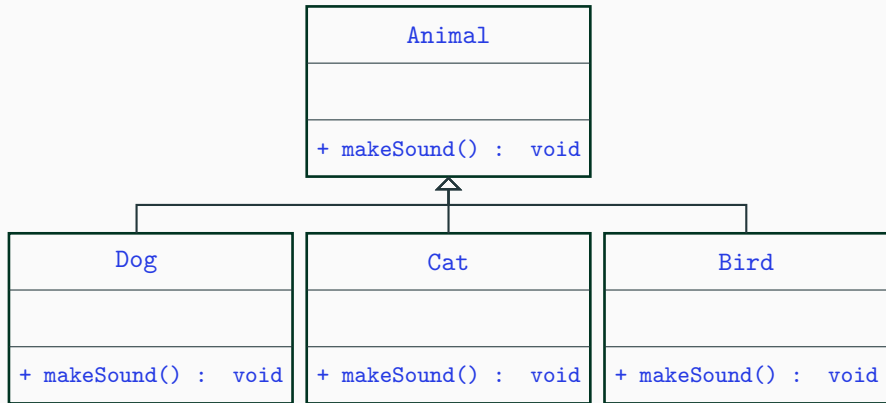 Animal
+ makeSound() : void
Dog
Cat
Bird
+ makeSound() : void
+ makeSound() : void
+ makeSound() : void